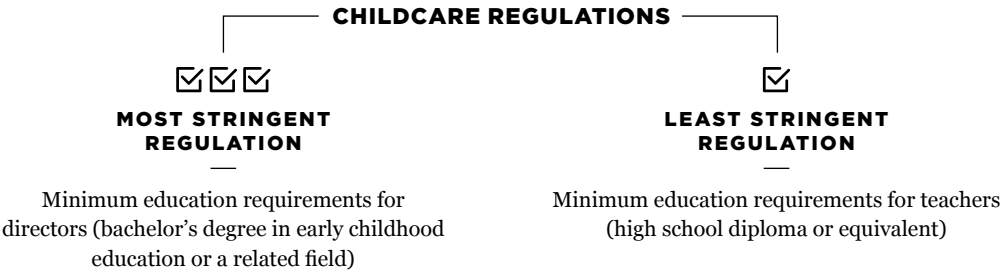 CHILDCARE REGULATIONS
MOST STRINGENT
REGULATION
Minimum education requirements for
directors (bachelor’s degree in early childhood
education or a related field)
LEAST STRINGENT
REGULATION
Minimum education requirements for teachers
(high school diploma or equivalent)